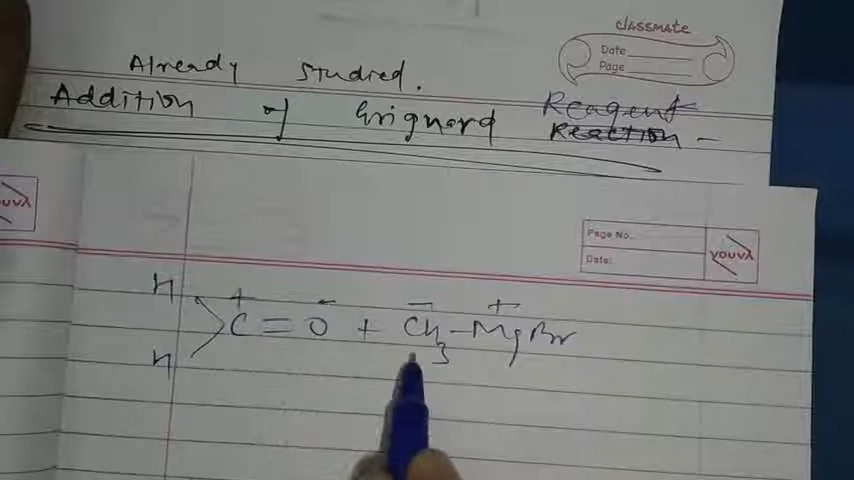 classmate
Date
Page
Already studied.
Addition of Grignard Reagent
Reaction -
youva
Page No.
Date:
youva
H + - - +
C = O + CH3 - MgBr
H